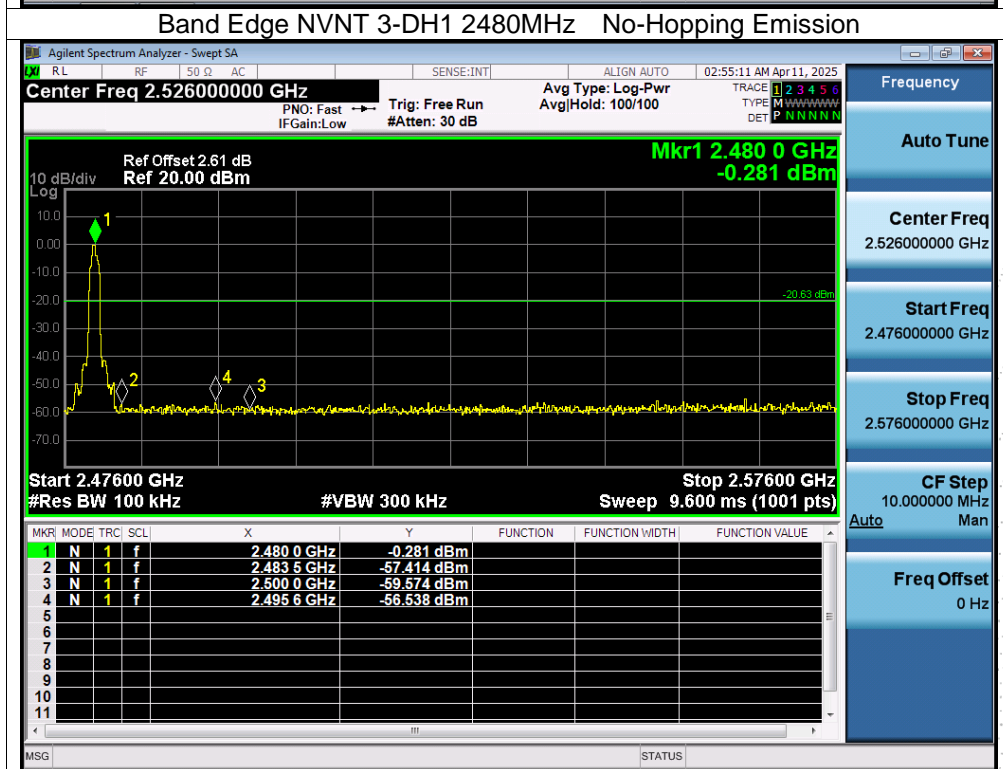 Band Edge NVNT 3-DH1 2480MHz No-Hopping Emission
Agilent Spectrum Analyzer - Swept SA
LXI RL RF 50 Ω AC SENSE:INT ALIGN AUTO 02:55:11 AM Apr 11, 2025
Center Freq 2.526000000 GHz
PNO: Fast
IFGain:Low
Trig: Free Run
#Atten: 30 dB
Avg Type: Log-Pwr
Avg|Hold: 100/100
TRACE 1 2 3 4 5 6
TYPE M WWWWW
DET P N N N N N
Mkr1 2.480 0 GHz
-0.281 dBm
Ref Offset 2.61 dB
10 dB/div Ref 20.00 dBm
Log
10.0
0.00
-10.0
-20.0
-30.0
-40.0
-50.0
-60.0
-70.0
1
2
4
3
-20.63 dBm
Start 2.47600 GHz Stop 2.57600 GHz
#Res BW 100 kHz #VBW 300 kHz Sweep 9.600 ms (1001 pts)
MKR MODE TRC SCL X Y FUNCTION FUNCTION WIDTH FUNCTION VALUE
1 N 1 f 2.480 0 GHz -0.281 dBm
2 N 1 f 2.483 5 GHz -57.414 dBm
3 N 1 f 2.500 0 GHz -59.574 dBm
4 N 1 f 2.495 6 GHz -56.538 dBm
5
6
7
8
9
10
11
MSG STATUS
Frequency
Auto Tune
Center Freq
2.526000000 GHz
Start Freq
2.476000000 GHz
Stop Freq
2.576000000 GHz
CF Step
10.000000 MHz
Auto Man
Freq Offset
0 Hz